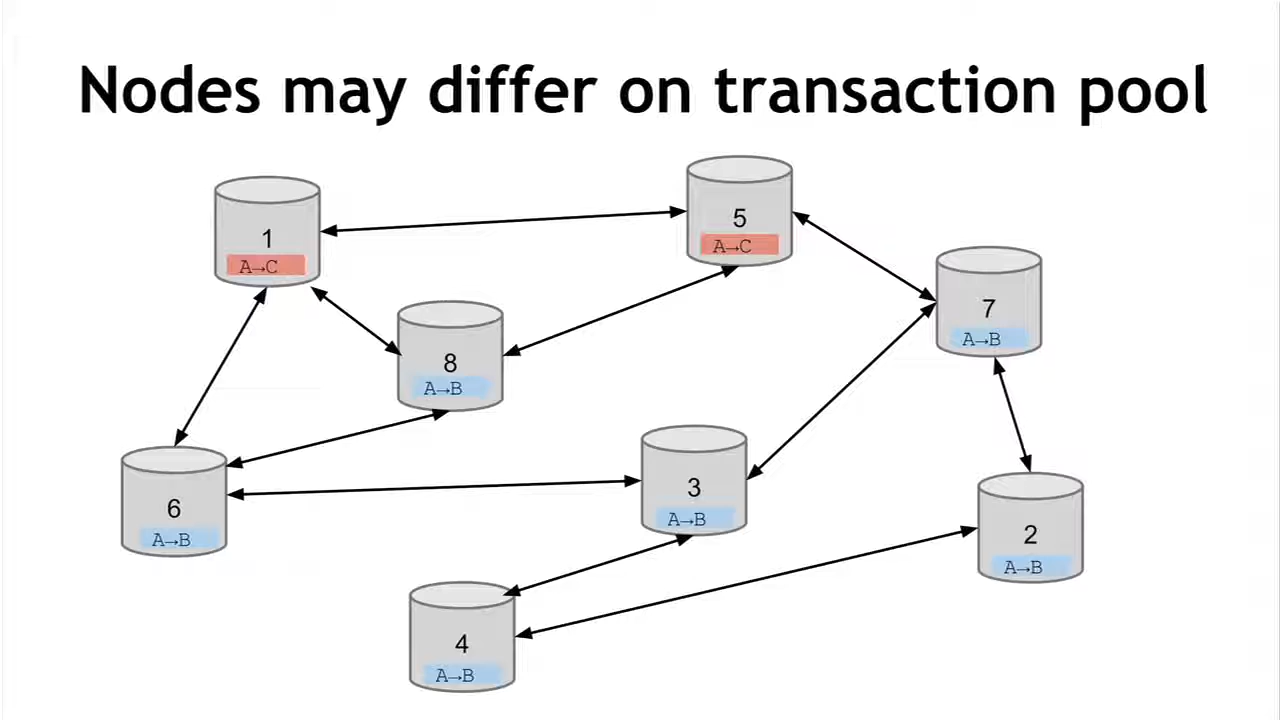 Nodes may differ on transaction pool
1
A→C
5
A→C
7
A→B
8
A→B
6
A→B
3
A→B
2
A→B
4
A→B